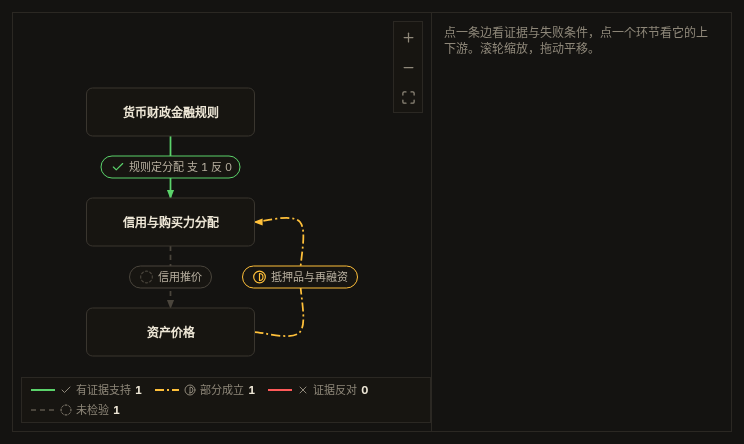 点一条边看证据与失败条件，点一个环节看它的上
下游。滚轮缩放，拖动平移。
货币财政金融规则
规则定分配 支 1 反 0
信用与购买力分配
信用推价
抵押品与再融资
资产价格
有证据支持 1
部分成立 1
证据反对 0
未检验 1